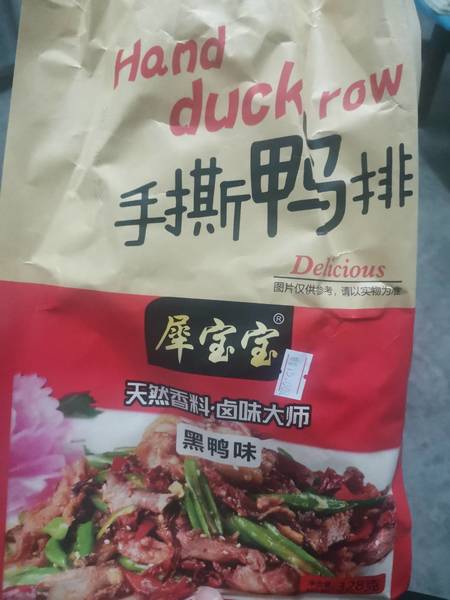 Hand
duck row
手撕鸭排
Delicious
图片仅供参考，请以实物为准
犀宝宝®
天然香料·卤味大师
黑鸭味